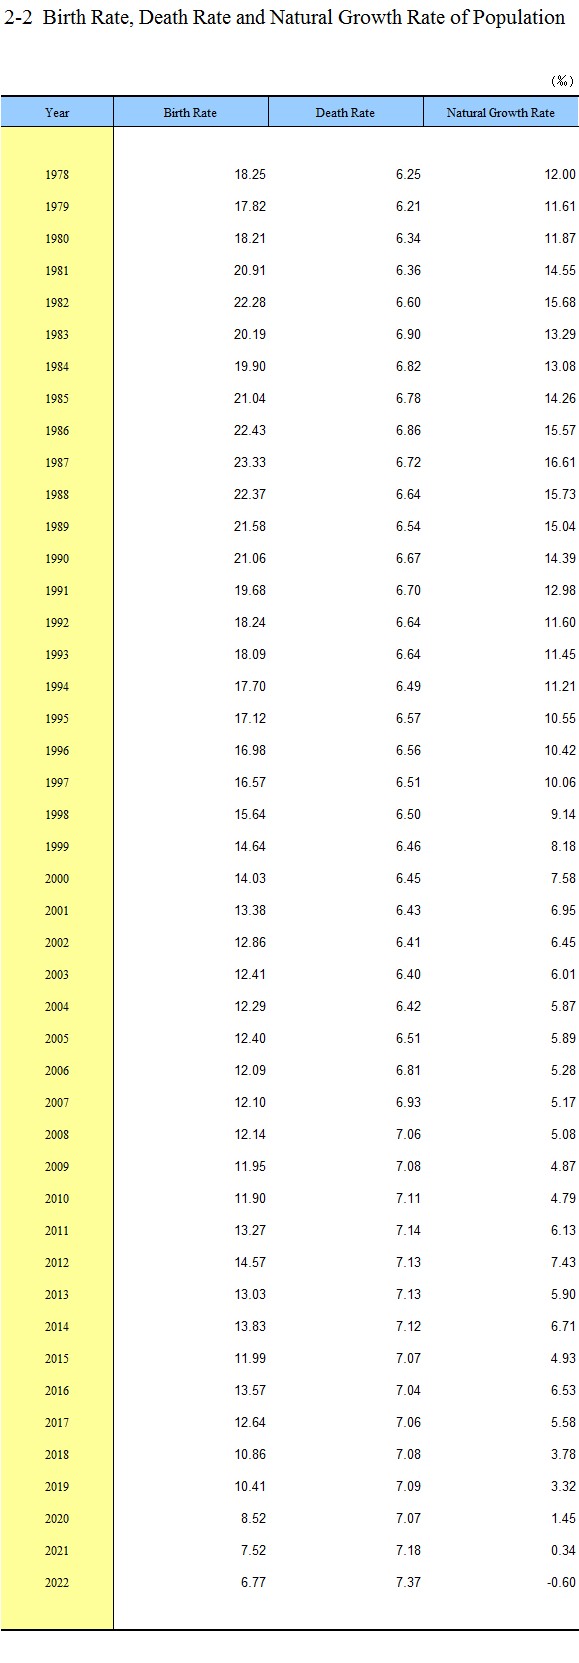 2-2 Birth Rate, Death Rate and Natural Growth Rate of Population
(‰)
Year Birth Rate Death Rate Natural Growth Rate
1978 18.25 6.25 12.00
1979 17.82 6.21 11.61
1980 18.21 6.34 11.87
1981 20.91 6.36 14.55
1982 22.28 6.60 15.68
1983 20.19 6.90 13.29
1984 19.90 6.82 13.08
1985 21.04 6.78 14.26
1986 22.43 6.86 15.57
1987 23.33 6.72 16.61
1988 22.37 6.64 15.73
1989 21.58 6.54 15.04
1990 21.06 6.67 14.39
1991 19.68 6.70 12.98
1992 18.24 6.64 11.60
1993 18.09 6.64 11.45
1994 17.70 6.49 11.21
1995 17.12 6.57 10.55
1996 16.98 6.56 10.42
1997 16.57 6.51 10.06
1998 15.64 6.50 9.14
1999 14.64 6.46 8.18
2000 14.03 6.45 7.58
2001 13.38 6.43 6.95
2002 12.86 6.41 6.45
2003 12.41 6.40 6.01
2004 12.29 6.42 5.87
2005 12.40 6.51 5.89
2006 12.09 6.81 5.28
2007 12.10 6.93 5.17
2008 12.14 7.06 5.08
2009 11.95 7.08 4.87
2010 11.90 7.11 4.79
2011 13.27 7.14 6.13
2012 14.57 7.13 7.43
2013 13.03 7.13 5.90
2014 13.83 7.12 6.71
2015 11.99 7.07 4.93
2016 13.57 7.04 6.53
2017 12.64 7.06 5.58
2018 10.86 7.08 3.78
2019 10.41 7.09 3.32
2020 8.52 7.07 1.45
2021 7.52 7.18 0.34
2022 6.77 7.37 -0.60